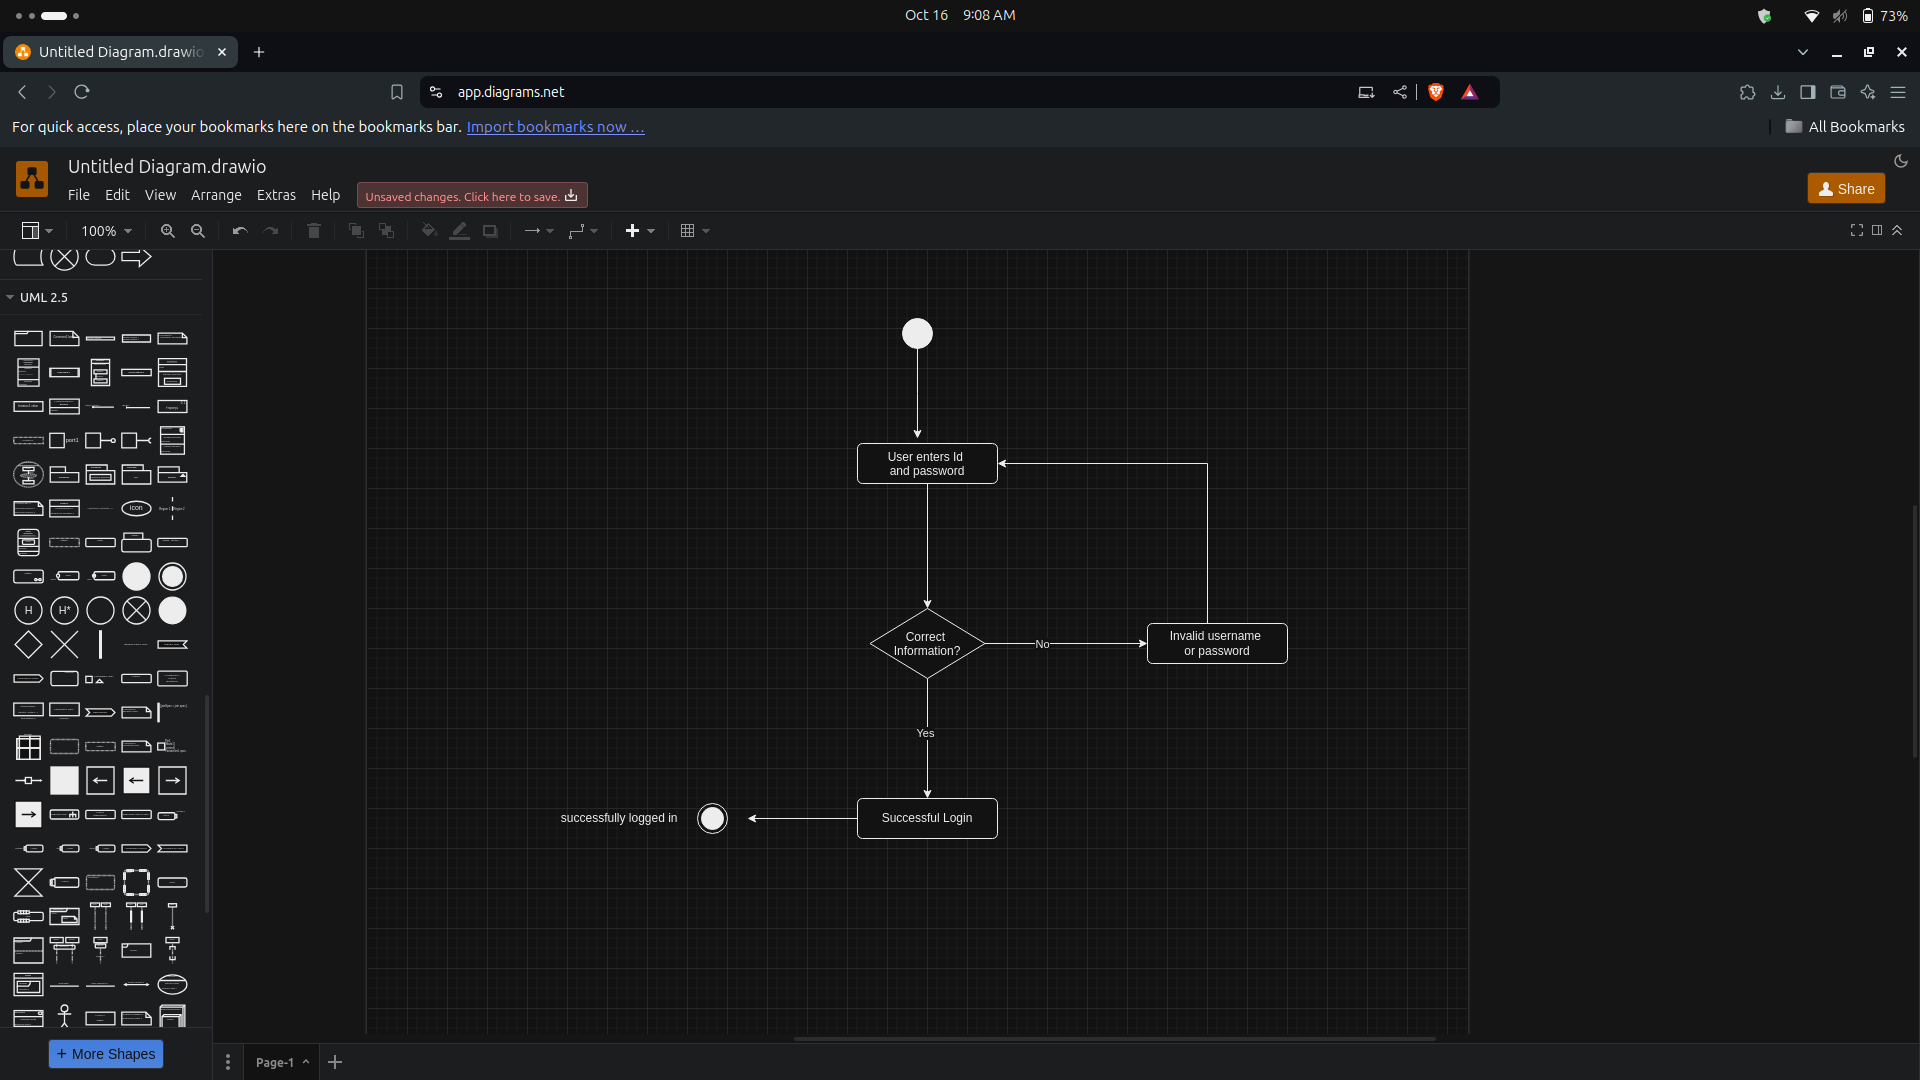 Oct 16 9:08 AM
73%
Untitled Diagram.drawio
app.diagrams.net
For quick access, place your bookmarks here on the bookmarks bar. Import bookmarks now ...
All Bookmarks
Untitled Diagram.drawio
File Edit View Arrange Extras Help
Unsaved changes. Click here to save.
Share
100%
UML 2.5
port1
icon
H
H*
User enters Id
and password
Correct
Information?
No
Invalid username
or password
Yes
successfully logged in
Successful Login
+ More Shapes
Page-1